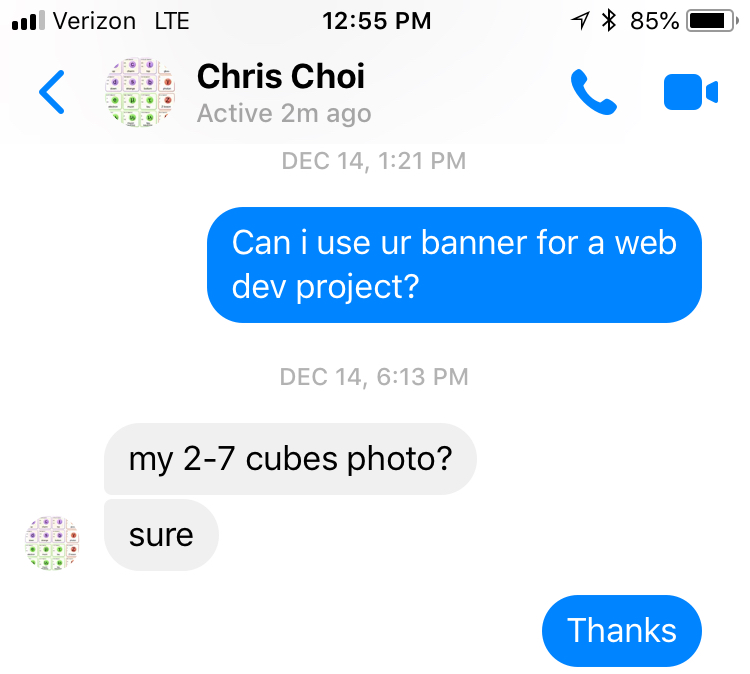 Verizon LTE 12:55 PM 85%
Chris Choi
Active 2m ago
DEC 14, 1:21 PM
Can i use ur banner for a web
dev project?
DEC 14, 6:13 PM
my 2-7 cubes photo?
sure
Thanks